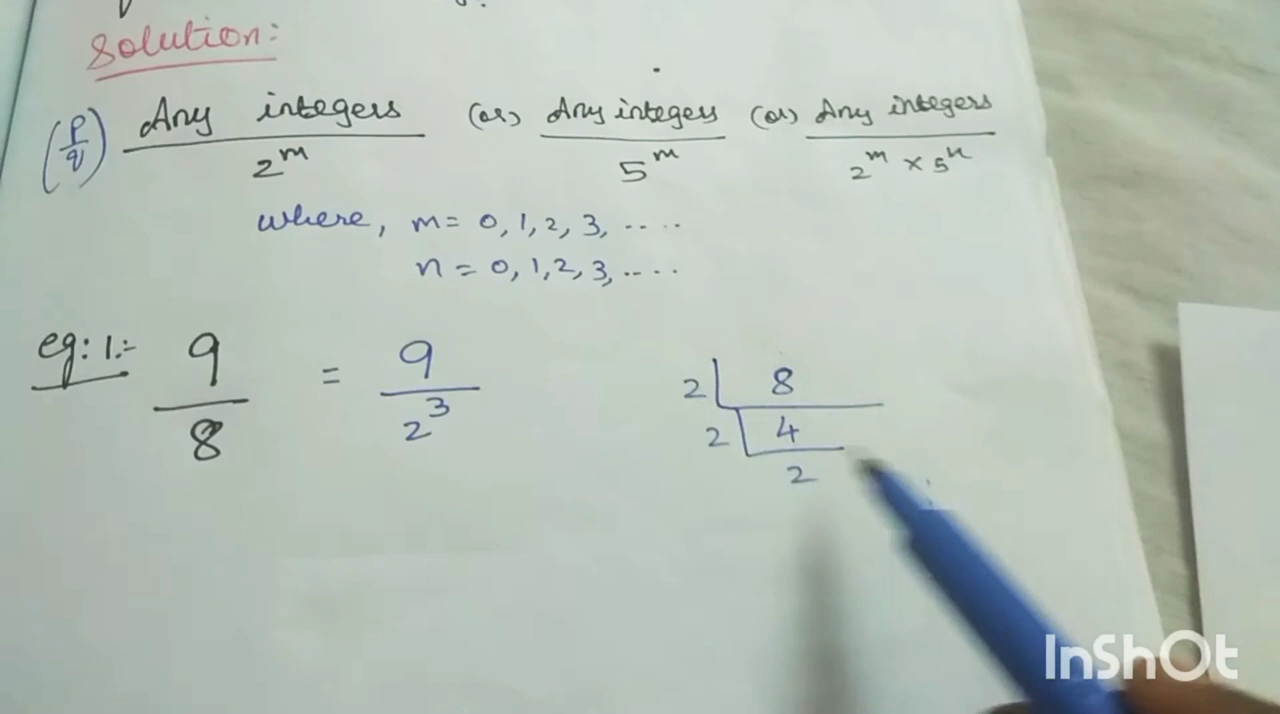 Solution:
(p/q) Any integers / 2^m (or) Any integers / 5^m (or) Any integers / 2^m × 5^n
where, m = 0, 1, 2, 3, ....
n = 0, 1, 2, 3, ....
eg: 1:- 9/8 = 9/2^3
2 | 8
2 | 4
2
InShOt